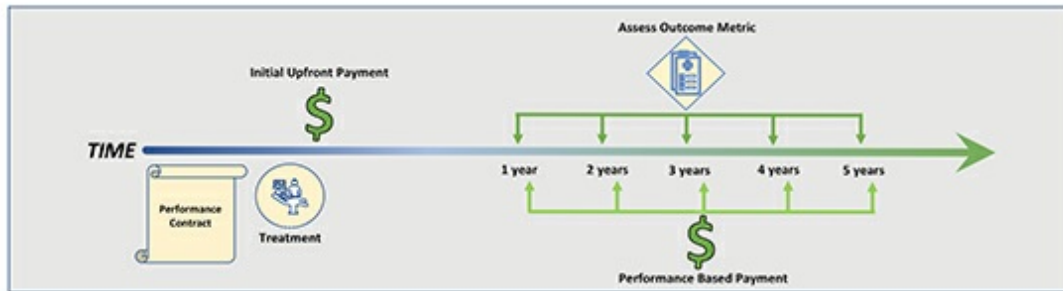 Assess Outcome Metric
Initial Upfront Payment
$
TIME
1 year
2 years
3 years
4 years
5 years
Performance
Contract
Treatment
$
Performance Based Payment